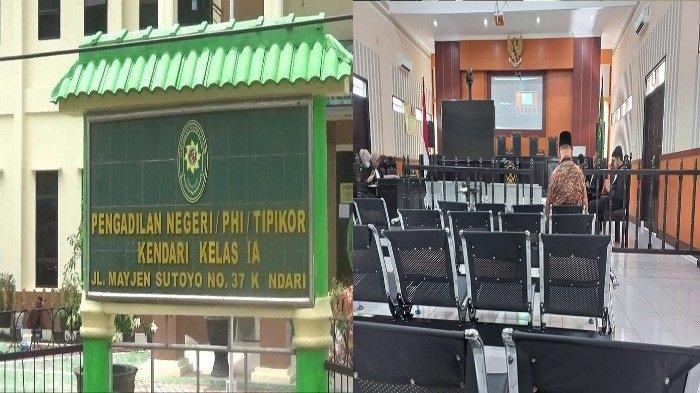 PENGADILAN NEGERI / PHI / TIPIKOR
KENDARI KELAS IA
JL. MAYJEN SUTOYO NO. 37 K NDARI